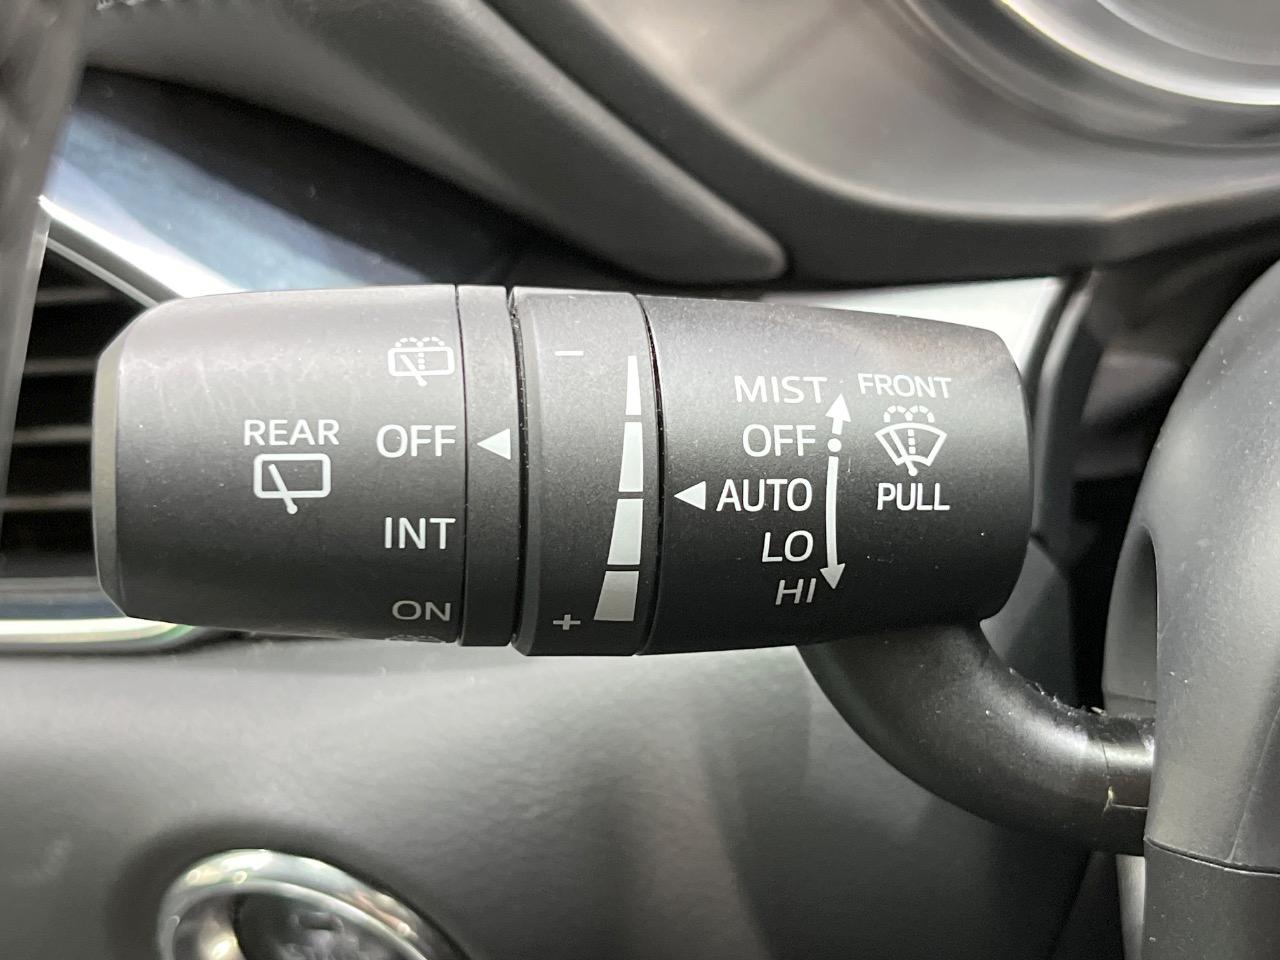 REAR
OFF
INT
ON
−
+
MIST
OFF
AUTO
LO
HI
FRONT
PULL